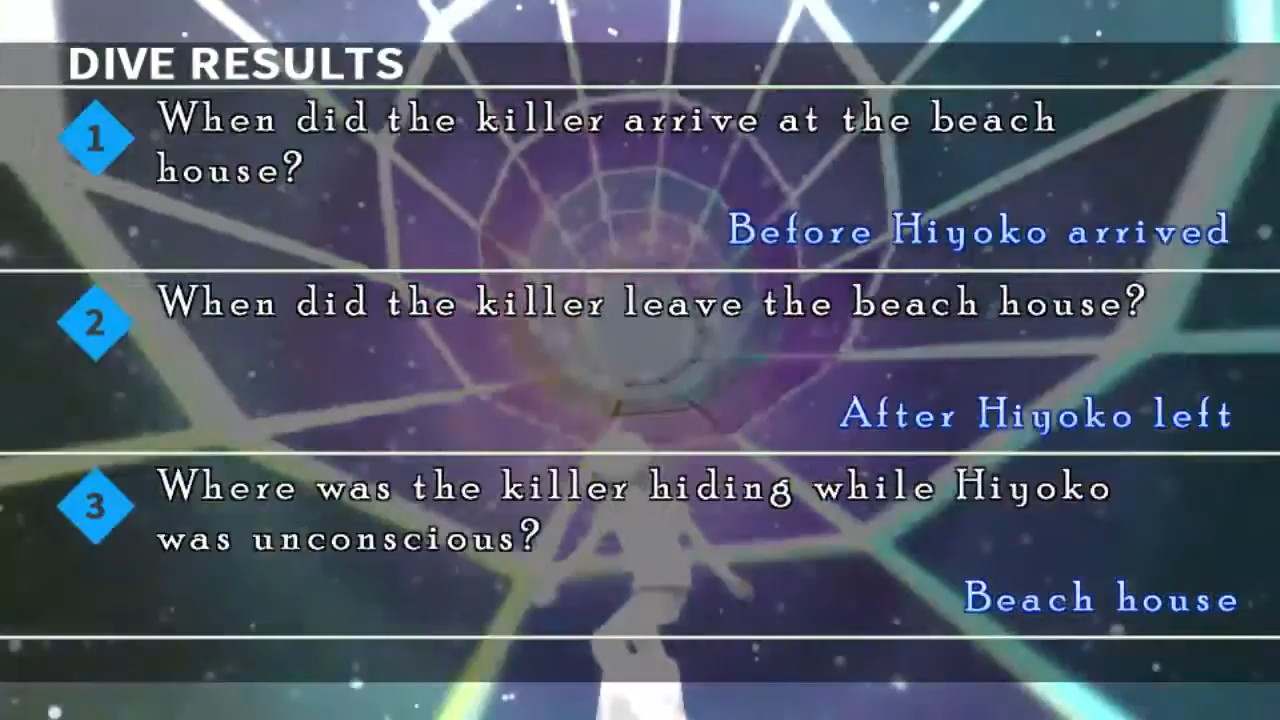 DIVE RESULTS
1
When did the killer arrive at the beach
house?
Before Hiyoko arrived
2
When did the killer leave the beach house?
After Hiyoko left
3
Where was the killer hiding while Hiyoko
was unconscious?
Beach house